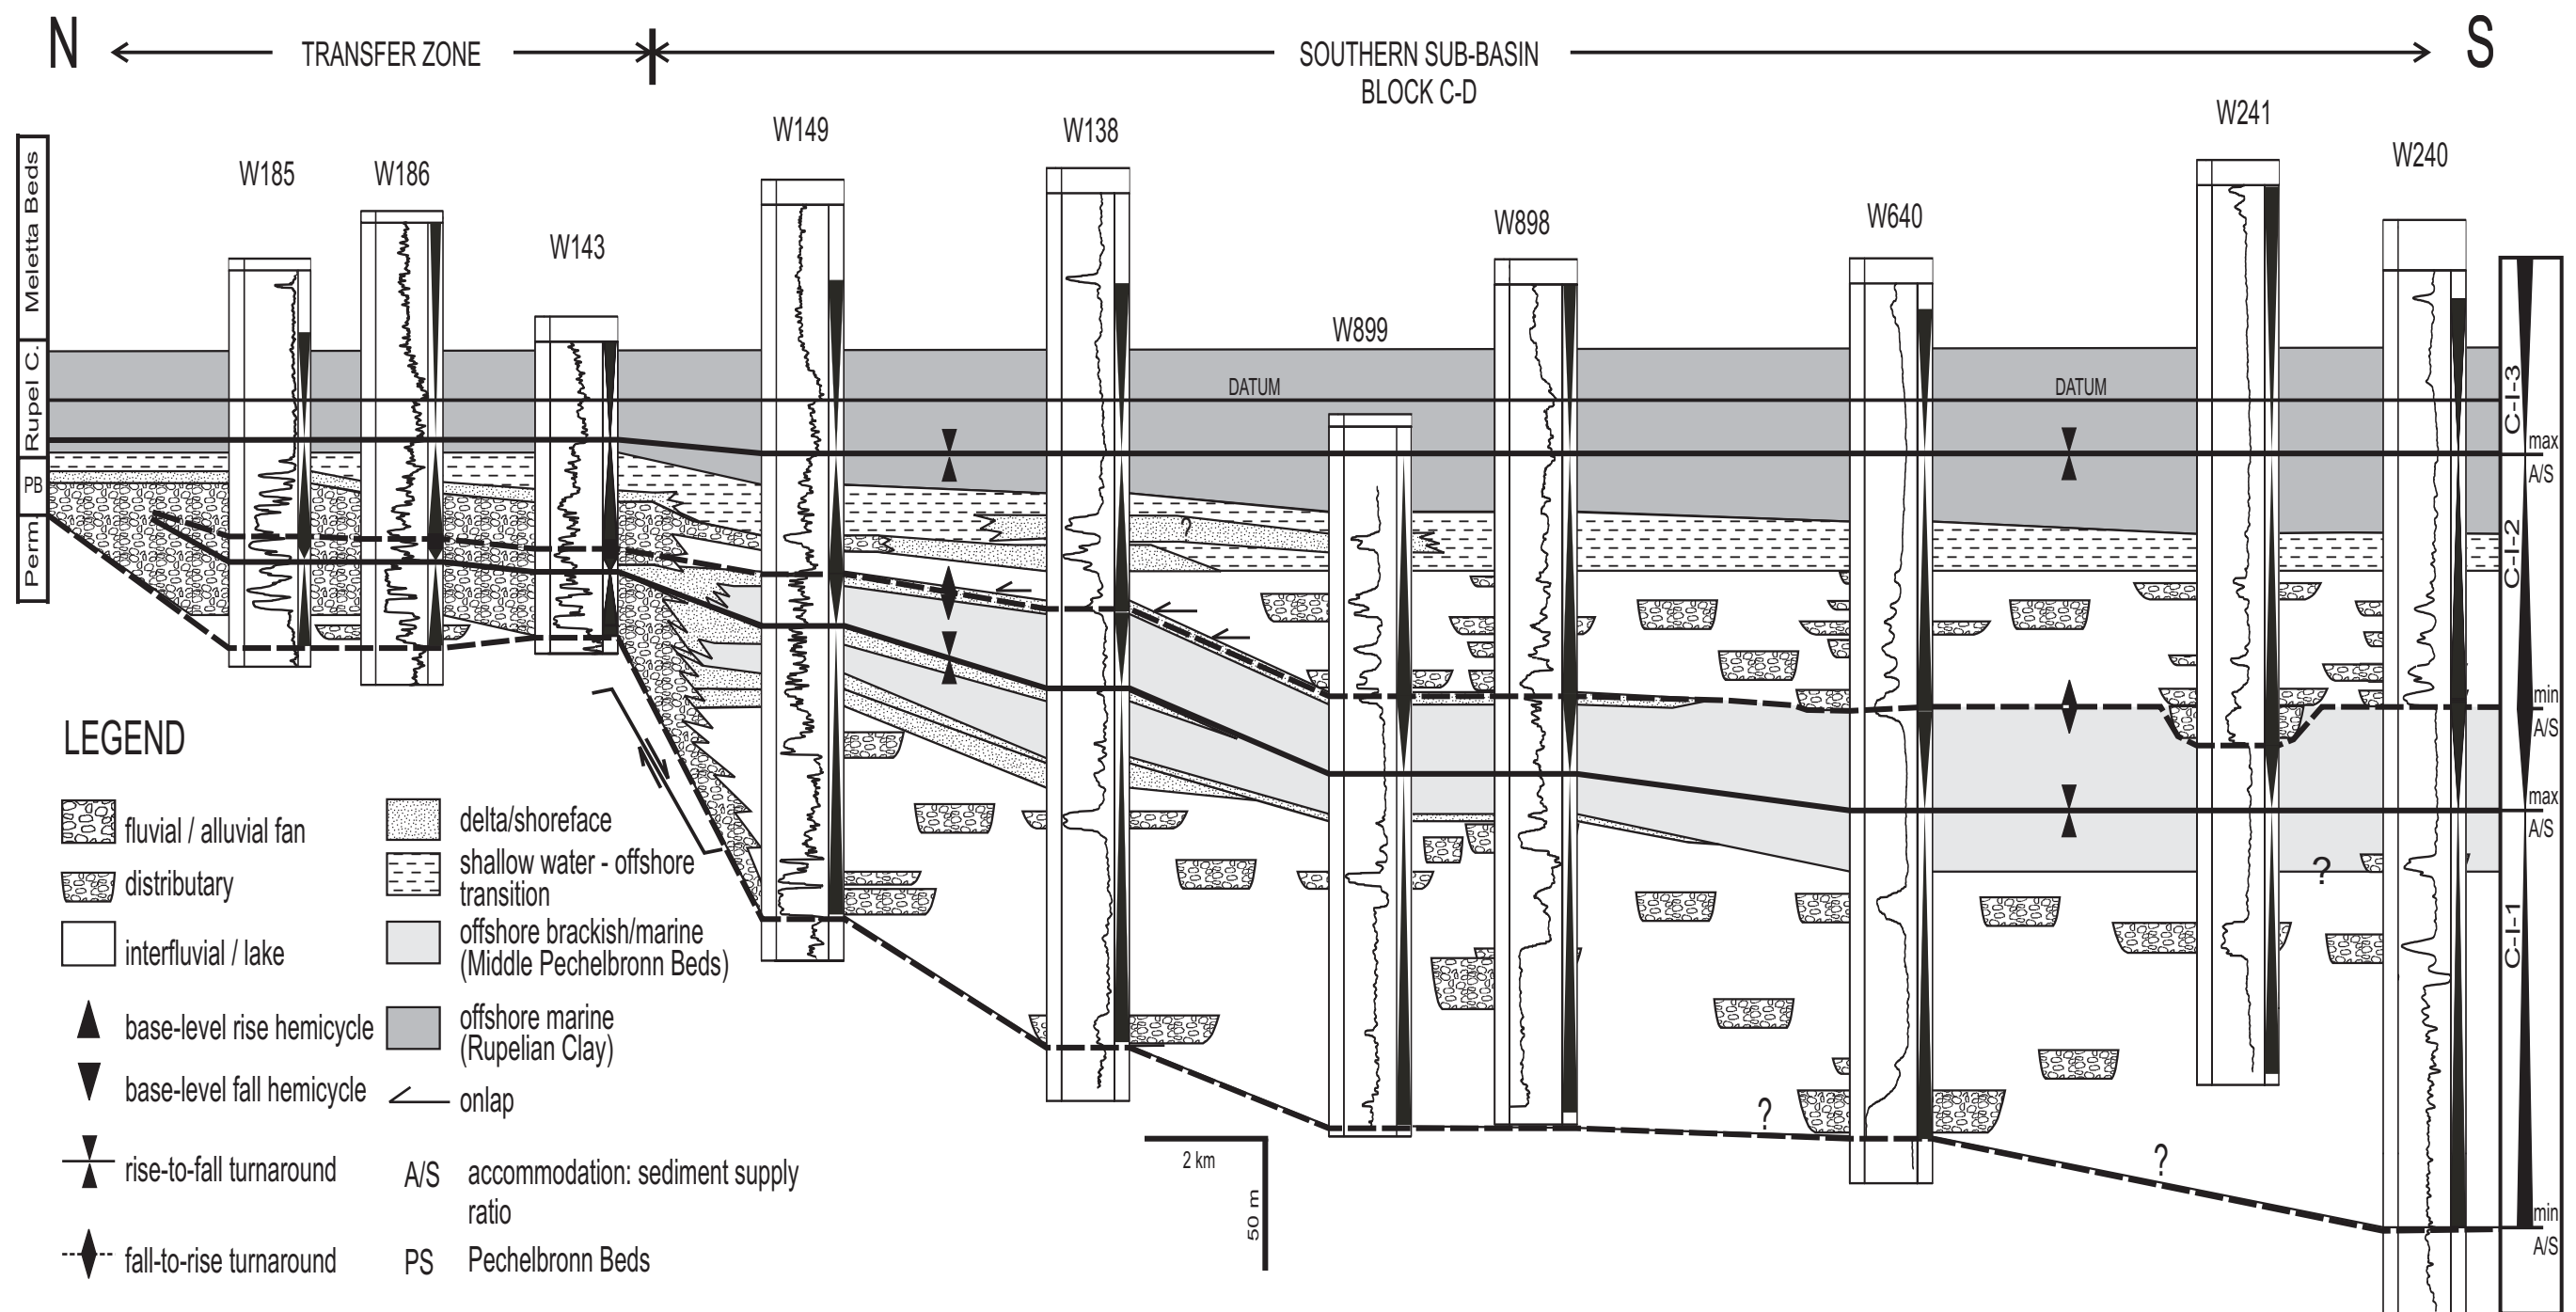 N
TRANSFER ZONE
SOUTHERN SUB-BASIN
BLOCK C-D
S
W185
W186
W143
W149
W138
W899
W898
W640
W241
W240
Meletta Beds
Rupel C.
PB
Perm.
DATUM
DATUM
?
?
?
?
C-I-3
max
A/S
C-I-2
min
A/S
max
A/S
C-I-1
min
A/S
2 km
50 m
LEGEND
fluvial / alluvial fan
distributary
interfluvial / lake
base-level rise hemicycle
base-level fall hemicycle
rise-to-fall turnaround
fall-to-rise turnaround
delta/shoreface
shallow water - offshore
transition
offshore brackish/marine
(Middle Pechelbronn Beds)
offshore marine
(Rupelian Clay)
onlap
A/S accommodation: sediment supply
ratio
PS Pechelbronn Beds